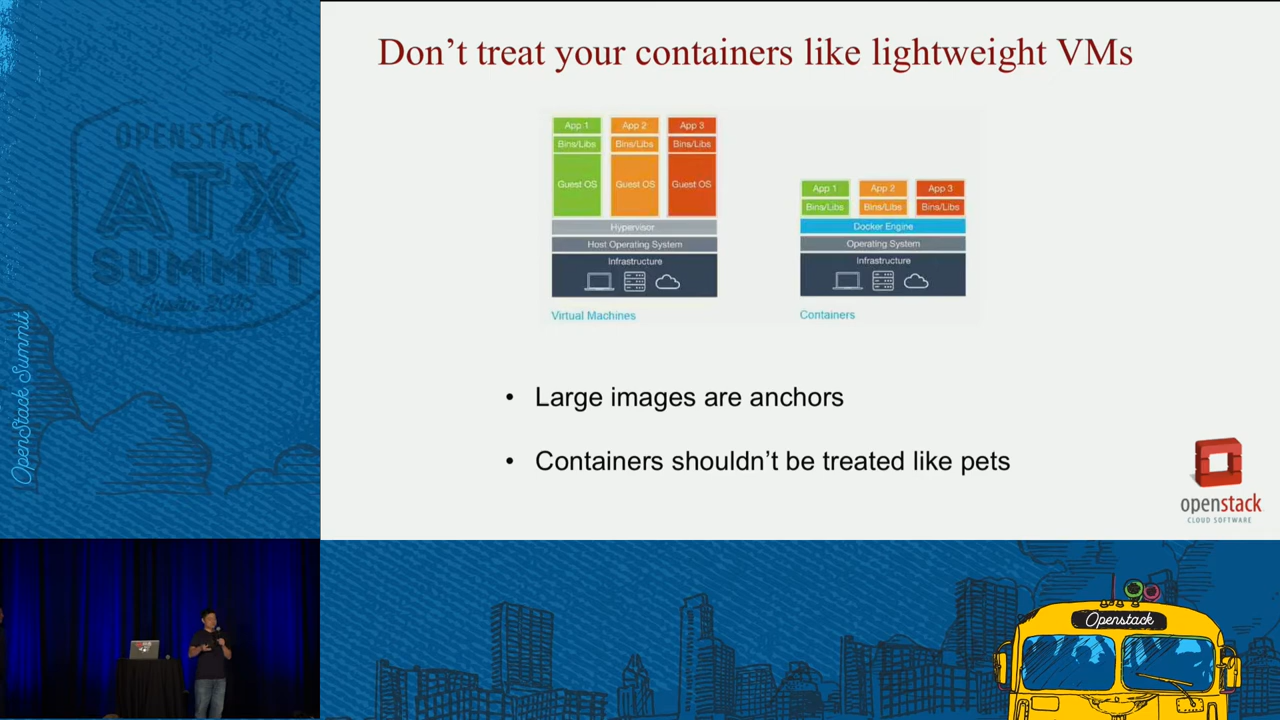 Don’t treat your containers like lightweight VMs
App 1
App 2
App 3
Bins/Libs
Bins/Libs
Bins/Libs
Guest OS
Guest OS
Guest OS
Hypervisor
Host Operating System
Infrastructure
Virtual Machines
App 1
App 2
App 3
Bins/Libs
Bins/Libs
Bins/Libs
Docker Engine
Operating System
Infrastructure
Containers
• Large images are anchors
• Containers shouldn’t be treated like pets
openstack
CLOUD SOFTWARE
OPENSTACK
ATX
OpenStack Summit
Openstack